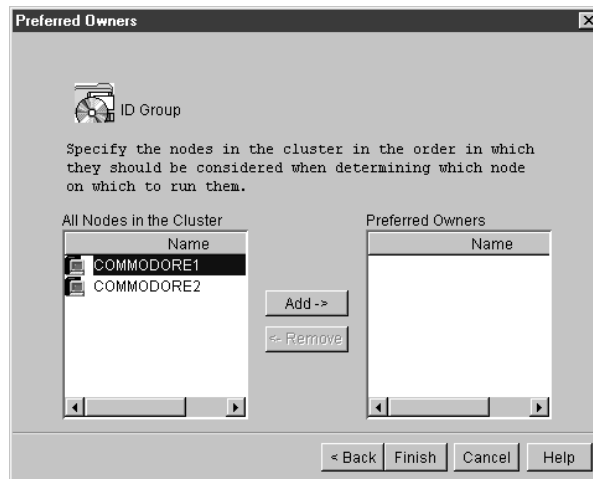 Preferred Owners
ID Group
Specify the nodes in the cluster in the order in which
they should be considered when determining which node
on which to run them.
All Nodes in the Cluster
Name
COMMODORE1
COMMODORE2
Add ->
<- Remove
Preferred Owners
Name
< Back
Finish
Cancel
Help